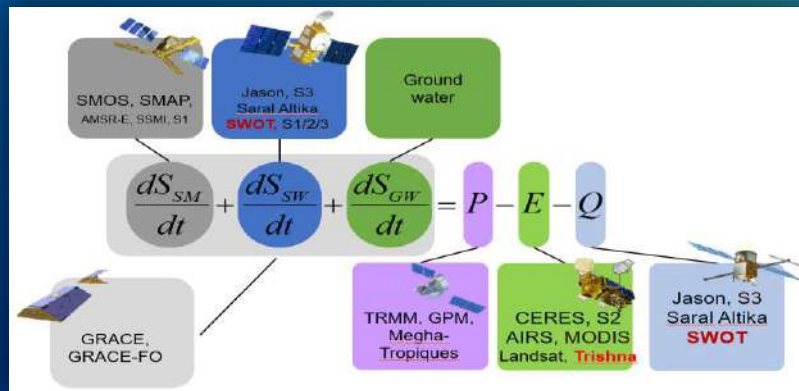 SMOS, SMAP,
AMSR-E, SSMI, S1
Jason, S3
Saral Altika
SWOT, S1/2/3
Ground
water
dS_SM/dt + dS_SW/dt + dS_GW/dt = P - E - Q
GRACE,
GRACE-FO
TRMM, GPM,
Megha-
Tropiques
CERES, S2
AIRS, MODIS
Landsat, Trishna
Jason, S3
Saral Altika
SWOT